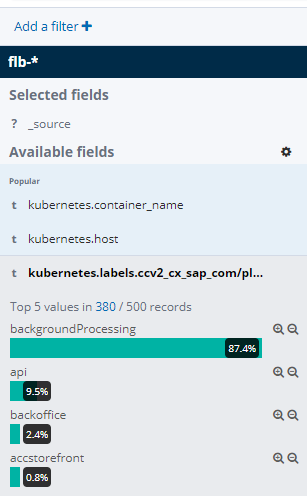 Add a filter +
flb-*
Selected fields
? _source
Available fields
Popular
t kubernetes.container_name
t kubernetes.host
t kubernetes.labels.ccv2_cx_sap_com/pl...
Top 5 values in 380 / 500 records
backgroundProcessing
87.4%
api
9.5%
backoffice
2.4%
accstorefront
0.8%